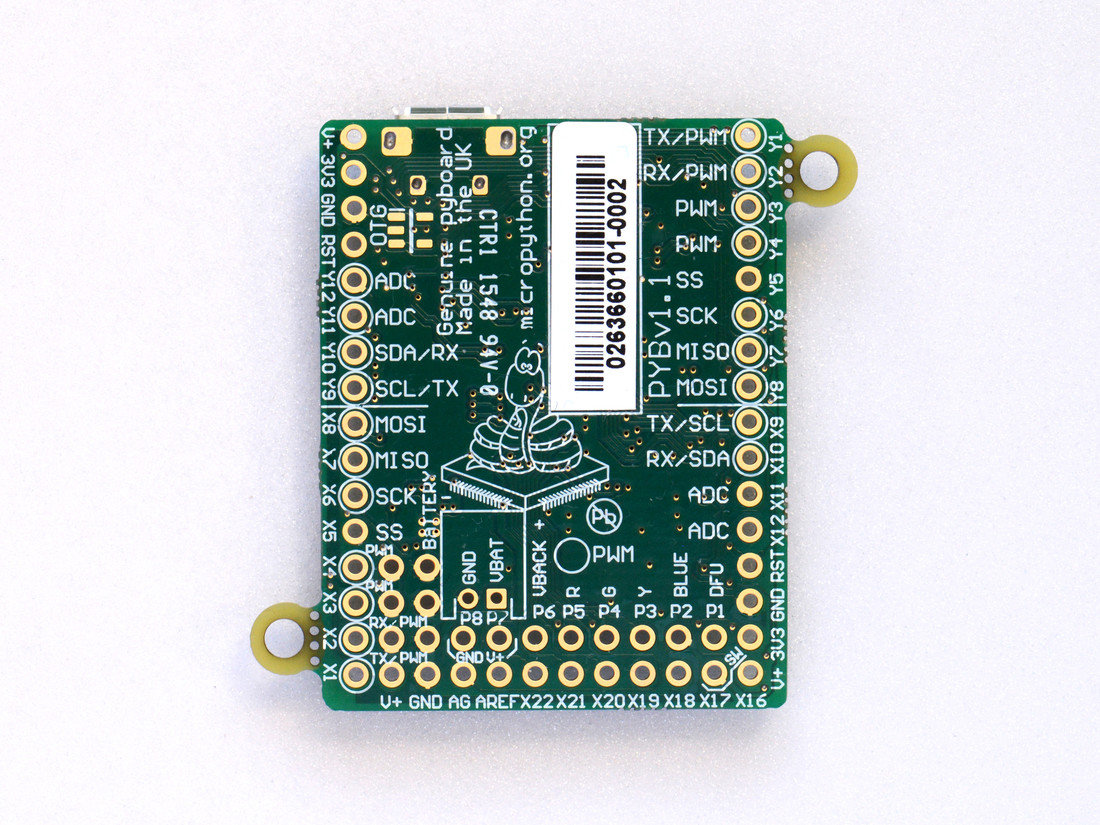 V+
3V3
GND
RST
Y12
Y11
Y10
Y9
X8
X7
X6
X5
X4
X3
X2
X1
OTG
ADC
ADC
SDA/RX
SCL/TX
MOSI
MISO
SCK
SS
PWM
PWM
RX/PWM
TX/PWM
BATTERY
Genuine pyboard
Made in the UK
CTR1 1548 94V-0
micropython.org
02636660101-0002
PYBv1.1
TX/PWM
RX/PWM
PWM
PWM
SS
SCK
MISO
MOSI
TX/SCL
RX/SDA
ADC
ADC
Y1
Y2
Y3
Y4
Y5
Y6
Y7
Y8
X9
X10
X11
X12
RST
GND
3V3
V+
Pb
PWM
GND
VBAT
VBACK +
R
G
Y
BLUE
DFU
P8 P7 P6 P5 P4 P3 P2 P1
GND V+
SW
V+ GND AG AREF X22 X21 X20 X19 X18 X17 X16